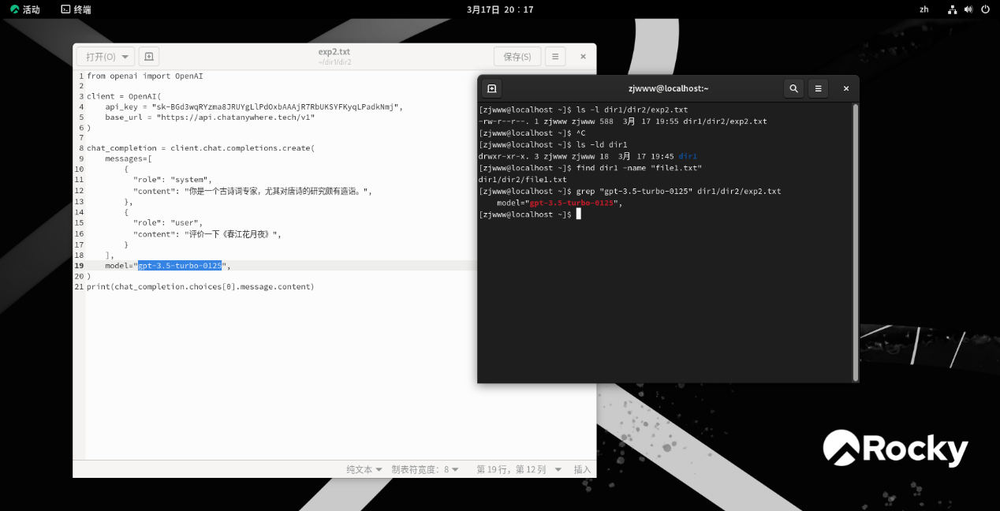 活动 终端 3月17日 20：17 zh
打开(O) exp2.txt 保存(S)
~/dir1/dir2
1 from openai import OpenAI
2
3 client = OpenAI(
4 api_key = "sk-BGd3wqRYzma8JRUYgLlPdOxbAAAjR7RbUKSYFKyqLPadkNmj",
5 base_url = "https://api.chatanywhere.tech/v1"
6 )
7
8 chat_completion = client.chat.completions.create(
9 messages=[
10 {
11 "role": "system",
12 "content": "你是一个古诗词专家，尤其对唐诗的研究颇有造诣。",
13 },
14 {
15 "role": "user",
16 "content": "评价一下《春江花月夜》",
17 }
18 ],
19 model="gpt-3.5-turbo-0125",
20 )
21 print(chat_completion.choices[0].message.content)
纯文本 制表符宽度：8 第 19 行，第 12 列 插入
zjwww@localhost:~
[zjwww@localhost ~]$ ls -l dir1/dir2/exp2.txt
-rw-r--r--. 1 zjwww zjwww 588  3月 17 19:55 dir1/dir2/exp2.txt
[zjwww@localhost ~]$ ^C
[zjwww@localhost ~]$ ls -ld dir1
drwxr-xr-x. 3 zjwww zjwww 18  3月 17 19:45 dir1
[zjwww@localhost ~]$ find dir1 -name "file1.txt"
dir1/dir2/file1.txt
[zjwww@localhost ~]$ grep "gpt-3.5-turbo-0125" dir1/dir2/exp2.txt
model="gpt-3.5-turbo-0125",
[zjwww@localhost ~]$
Rocky